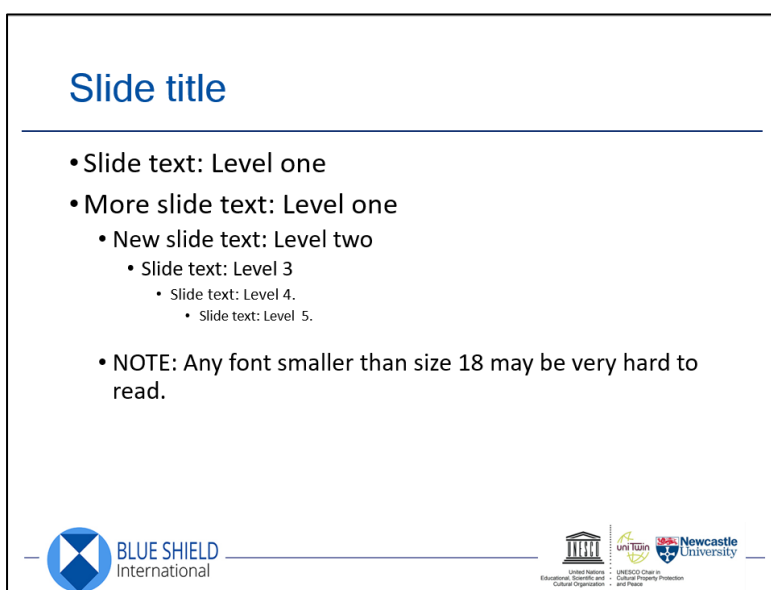 Slide title
• Slide text: Level one
• More slide text: Level one
• New slide text: Level two
• Slide text: Level 3
• Slide text: Level 4.
• Slide text: Level  5.
• NOTE: Any font smaller than size 18 may be very hard to
read.
BLUE SHIELD
International
UNESCO
United Nations
Educational, Scientific and
Cultural Organization
uni Twin
UNESCO Chair in
Cultural Property Protection
and Peace
Newcastle
University